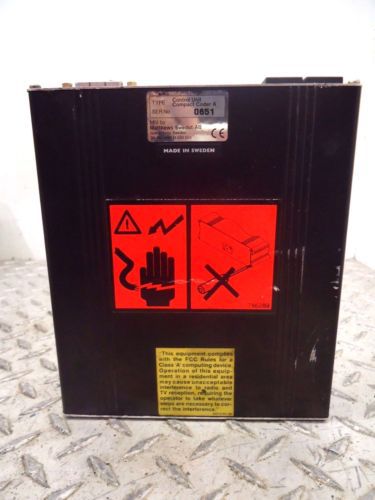 TYPE Control Unit
Compact Coder A
SER.No 0651
Mfd by
Matthews Swedot AB
CE
MADE IN SWEDEN
"This equipment complies
with the FCC Rules for a
Class 'A' computing device.
Operation of this equip-
ment in a residential area
may cause unacceptable
interference to radio and
TV reception, requiring the
operator to take whatever
steps are necessary to cor-
rect the interference."